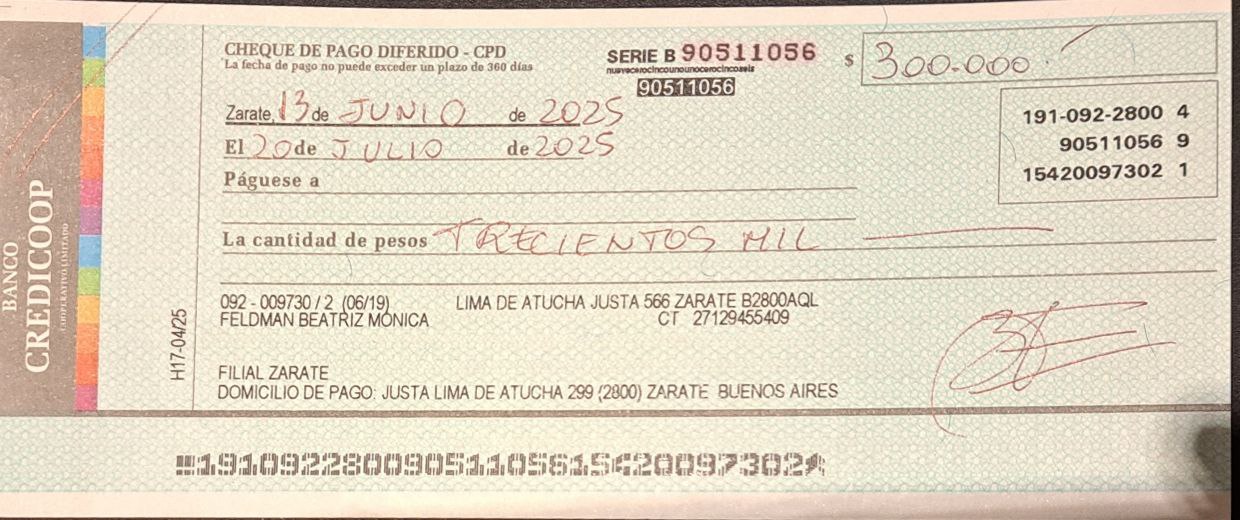 BANCO
CREDICOOP
COOPERATIVO LIMITADO
CHEQUE DE PAGO DIFERIDO - CPD
La fecha de pago no puede exceder un plazo de 360 días
SERIE B 90511056
nuevecerocincounounocerocincoseis
90511056
$ 300.000
Zarate, 13 de JUNIO de 2025
El 20 de JULIO de 2025
Páguese a
191-092-2800 4
90511056 9
15420097302 1
La cantidad de pesos TRECIENTOS MIL
092 - 009730 / 2 (06/19) LIMA DE ATUCHA JUSTA 566 ZARATE B2800AQL
FELDMAN BEATRIZ MONICA CT 27129455409
H17-04/25
FILIAL ZARATE
DOMICILIO DE PAGO: JUSTA LIMA DE ATUCHA 299 (2800) ZARATE BUENOS AIRES
19109228009051105615420097302